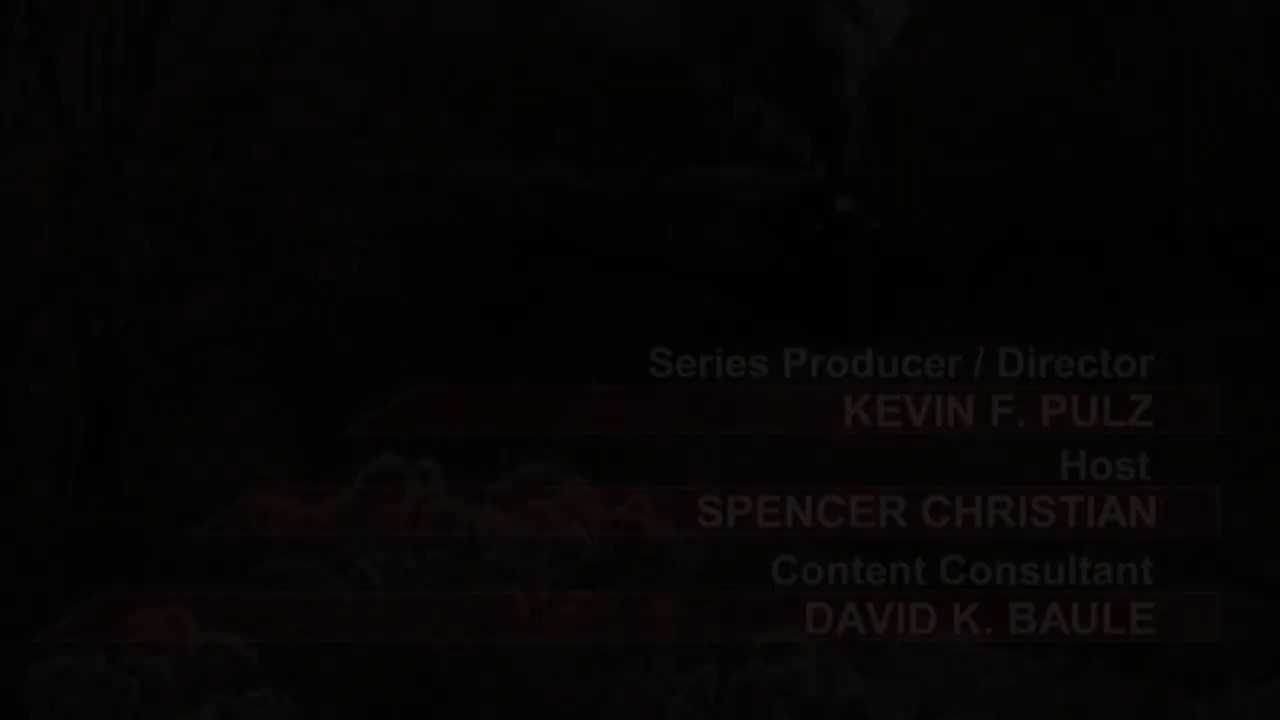 Series Producer / Director
KEVIN F. PULZ
Host
SPENCER CHRISTIAN
Content Consultant
DAVID K. BAULE